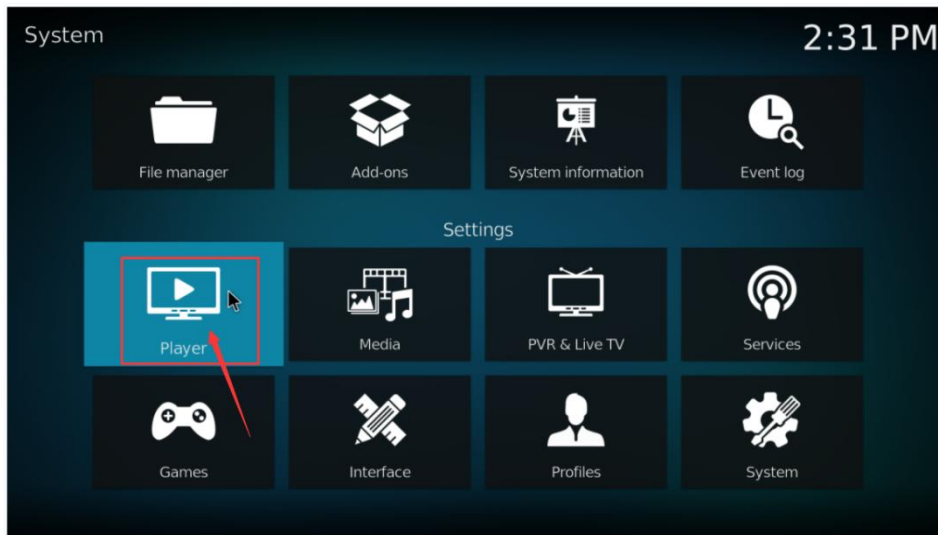 System
2:31 PM
File manager
Add-ons
System information
Event log
Settings
Player
Media
PVR & Live TV
Services
Games
Interface
Profiles
System